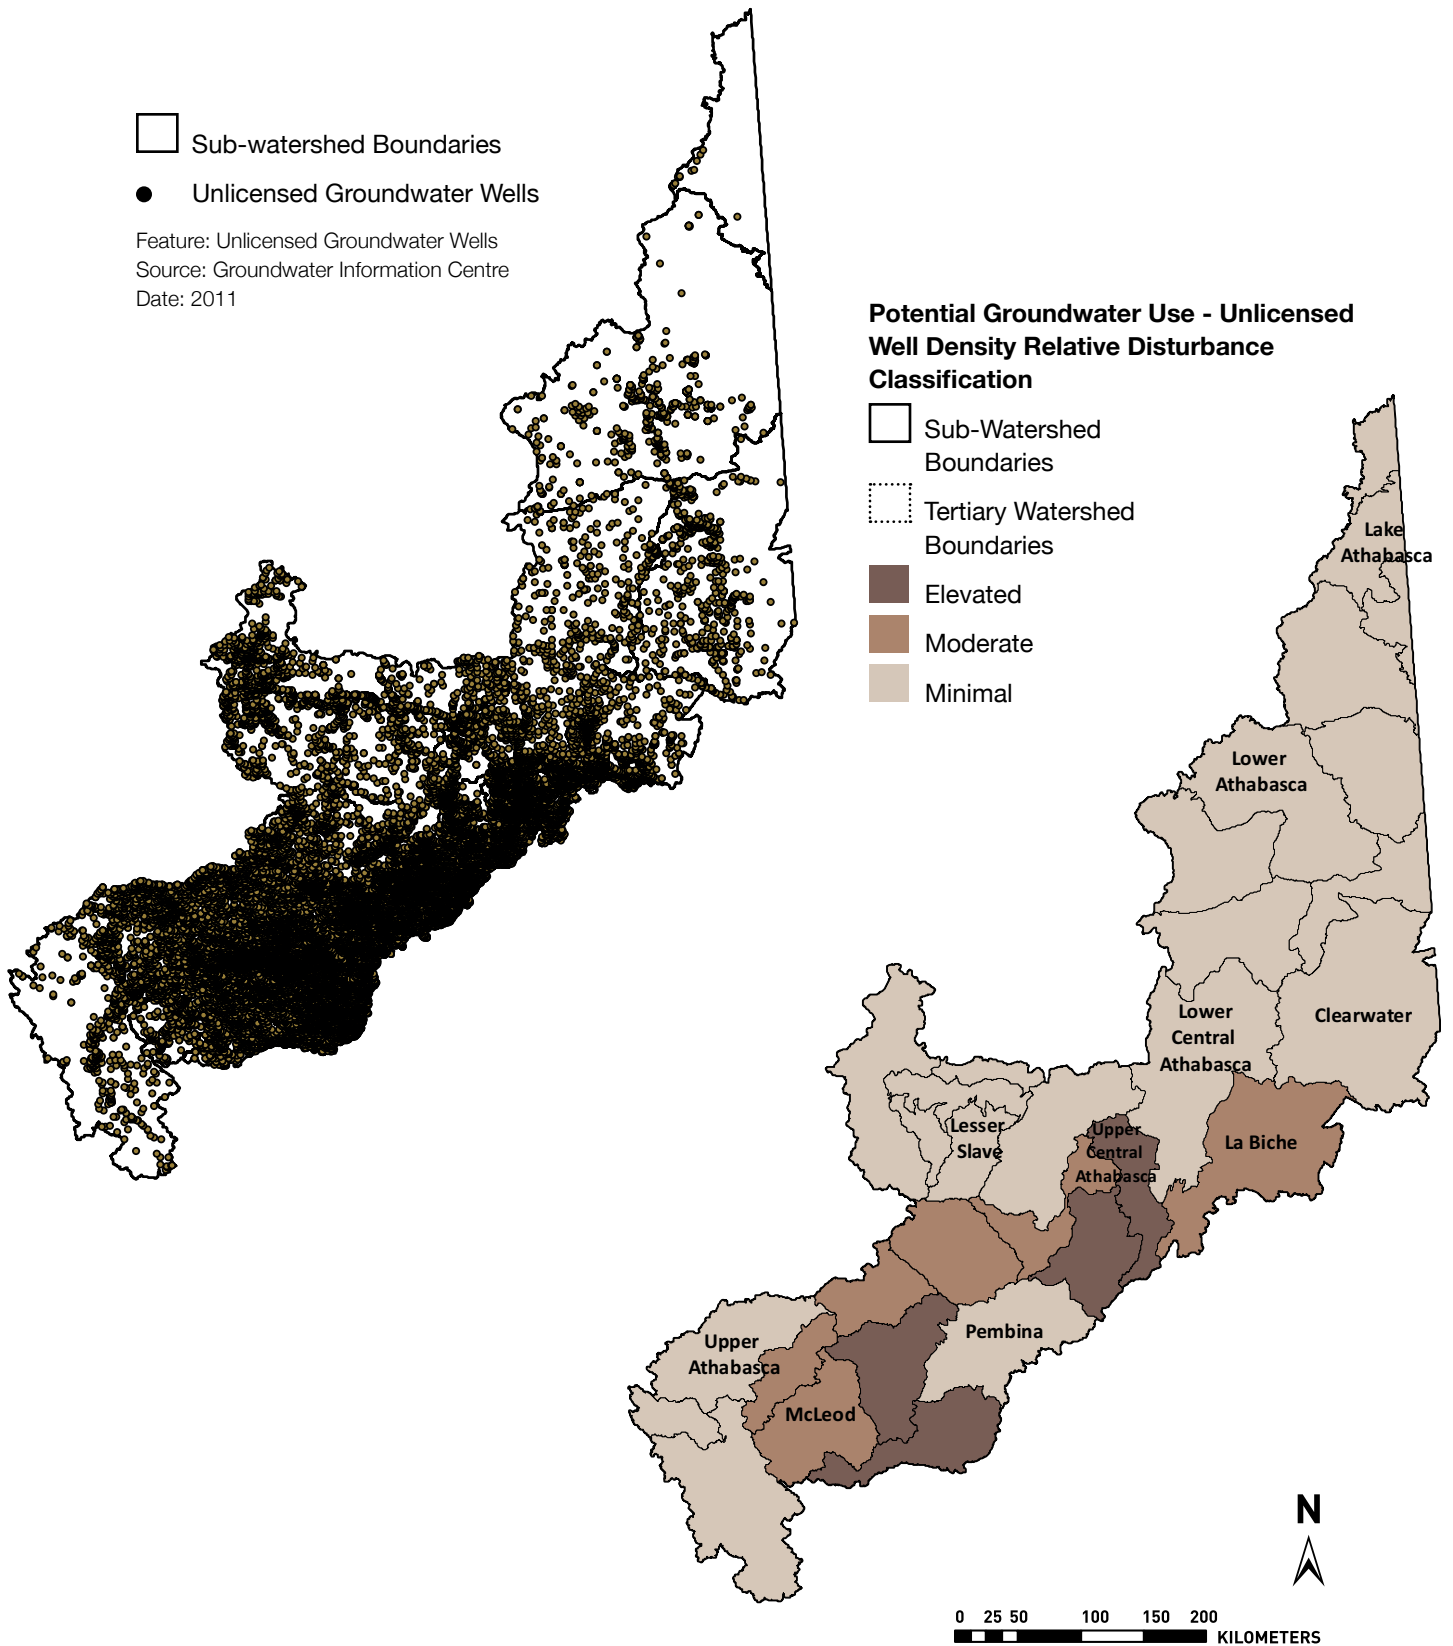 Sub-watershed Boundaries
Unlicensed Groundwater Wells
Feature: Unlicensed Groundwater Wells
Source: Groundwater Information Centre
Date: 2011
Potential Groundwater Use - Unlicensed
Well Density Relative Disturbance
Classification
Sub-Watershed
Boundaries
Tertiary Watershed
Boundaries
Elevated
Moderate
Minimal
Lake
Athabasca
Lower
Athabasca
Lower
Central
Athabasca
Clearwater
Lesser
Slave
Upper
Central
Athabasca
La Biche
Pembina
Upper
Athabasca
McLeod
N
0 25 50 100 150 200
KILOMETERS